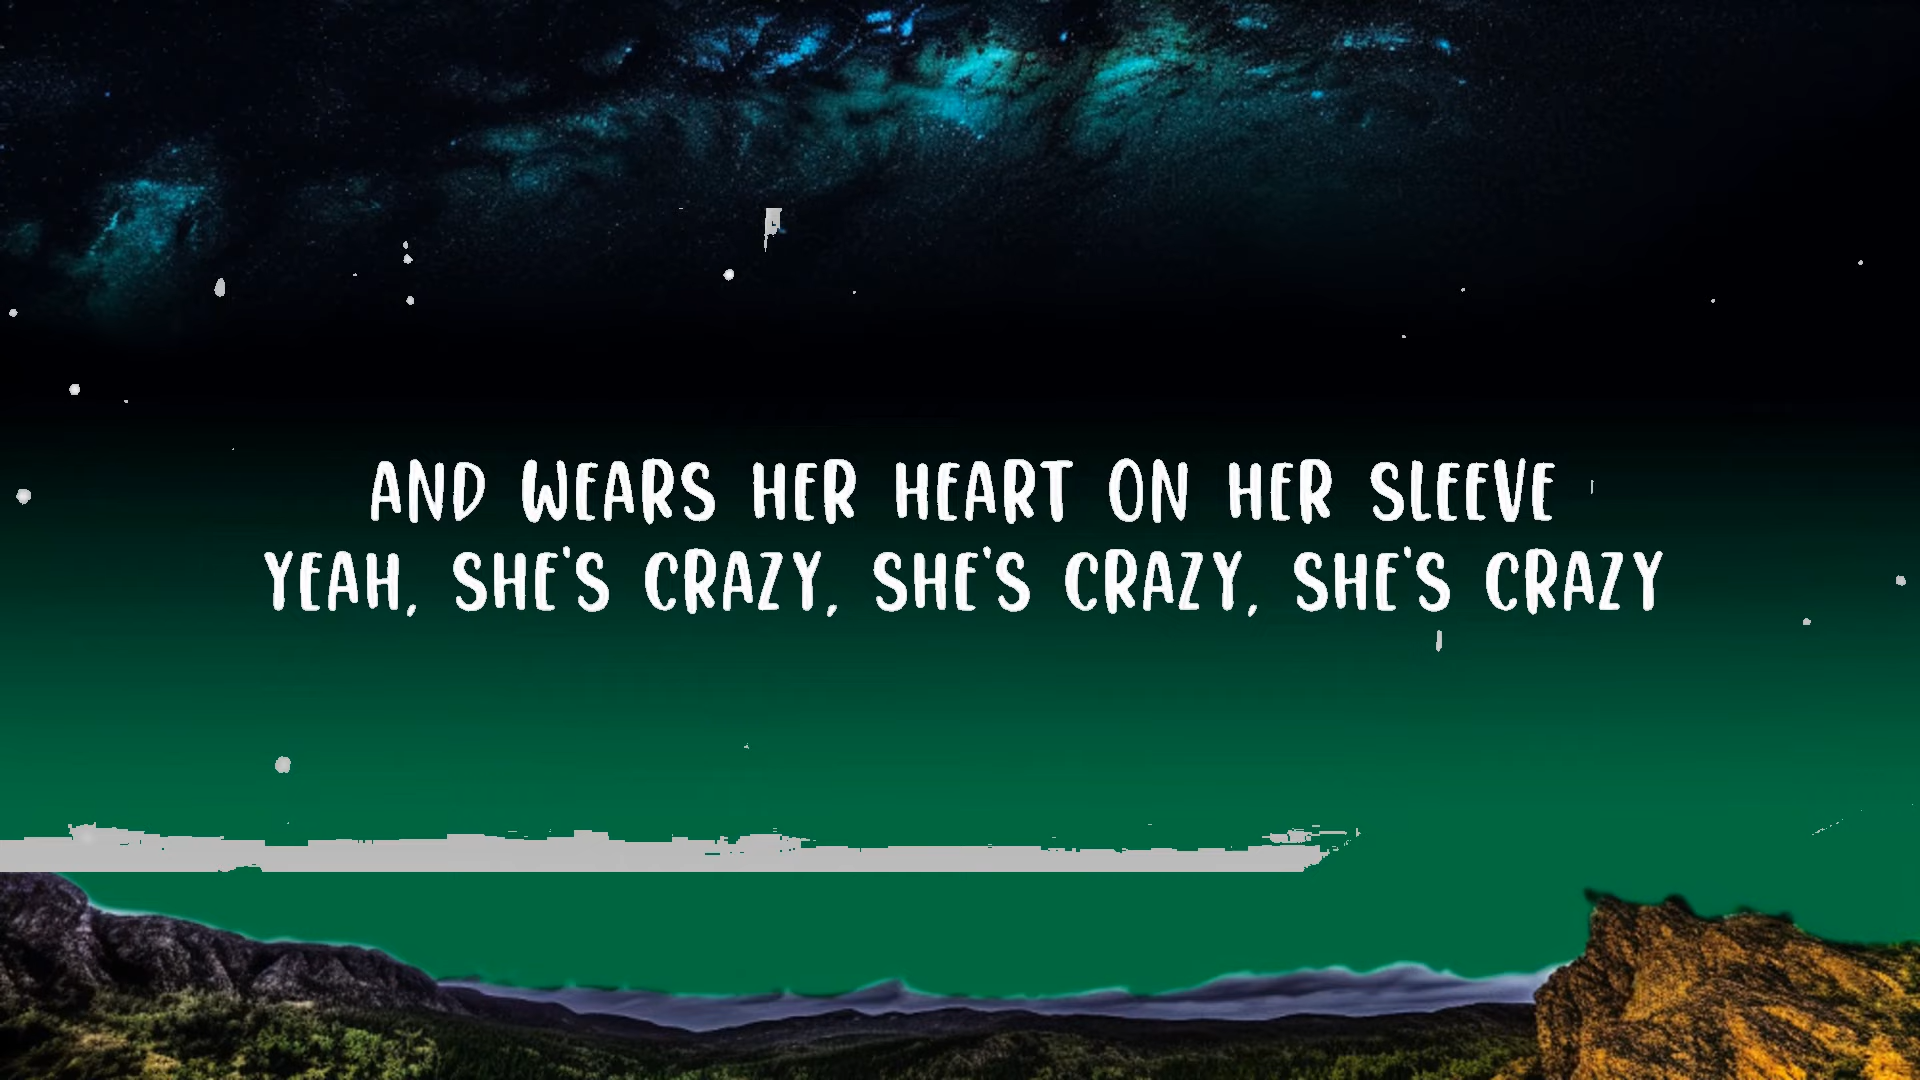 AND WEARS HER HEART ON HER SLEEVE
YEAH, SHE'S CRAZY, SHE'S CRAZY, SHE'S CRAZY